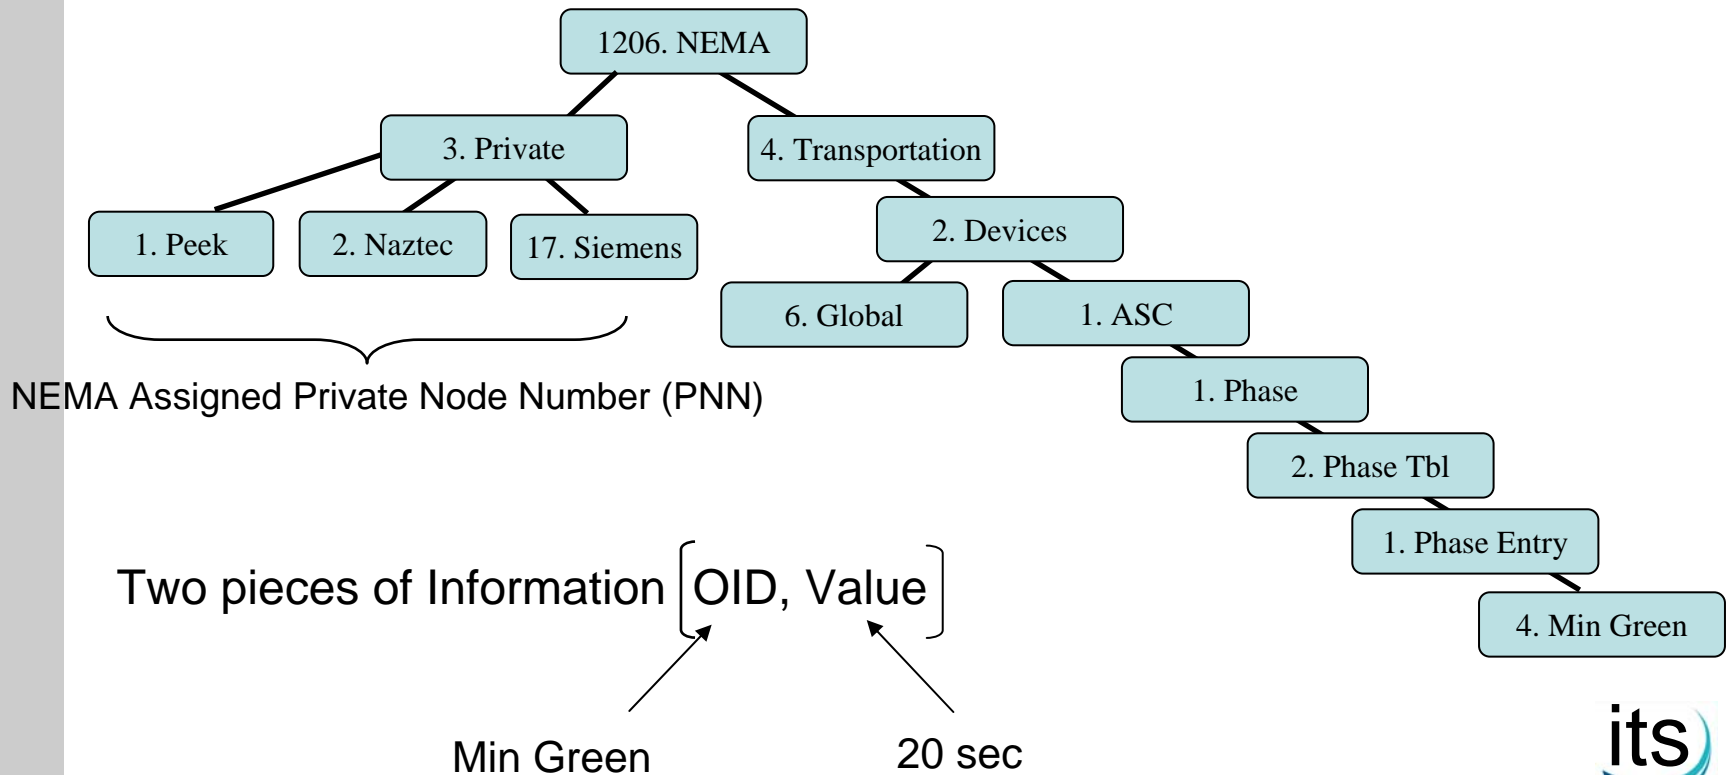 1206. NEMA
3. Private
4. Transportation
1. Peek
2. Naztec
17. Siemens
2. Devices
6. Global
1. ASC
NEMA Assigned Private Node Number (PNN)
1. Phase
2. Phase Tbl
1. Phase Entry
Two pieces of Information [OID, Value]
4. Min Green
Min Green
20 sec
its